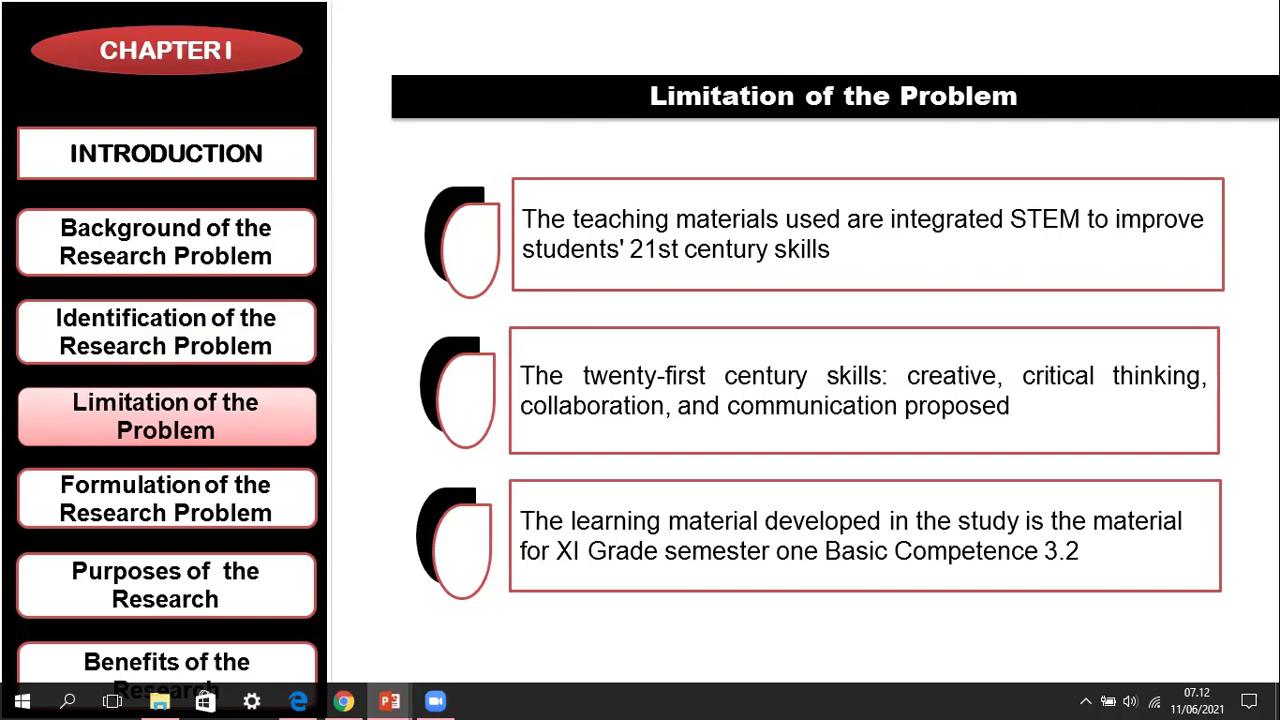 CHAPTER I
INTRODUCTION
Background of the
Research Problem
Identification of the
Research Problem
Limitation of the
Problem
Formulation of the
Research Problem
Purposes of the
Research
Benefits of the
Research
Limitation of the Problem
The teaching materials used are integrated STEM to improve
students' 21st century skills
The twenty-first century skills: creative, critical thinking,
collaboration, and communication proposed
The learning material developed in the study is the material
for XI Grade semester one Basic Competence 3.2
07.12
11/06/2021